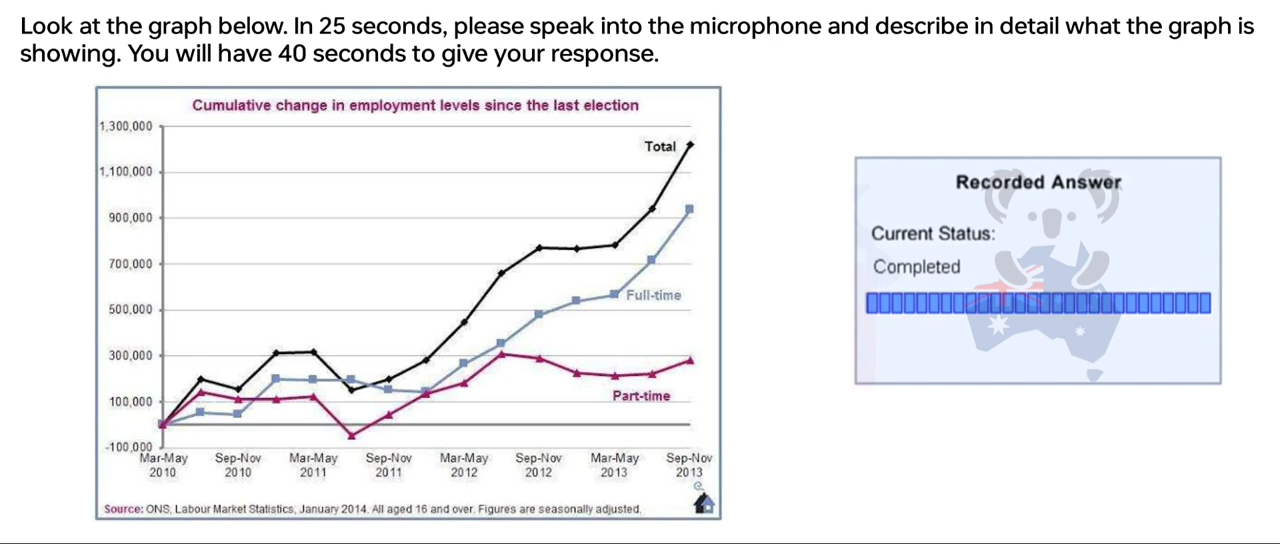 Look at the graph below. In 25 seconds, please speak into the microphone and describe in detail what the graph is
showing. You will have 40 seconds to give your response.
Cumulative change in employment levels since the last election
1,300,000
1,100,000
900,000
700,000
500,000
300,000
100,000
-100,000
Total
Full-time
Part-time
Mar-May
2010
Sep-Nov
2010
Mar-May
2011
Sep-Nov
2011
Mar-May
2012
Sep-Nov
2012
Mar-May
2013
Sep-Nov
2013
Source: ONS, Labour Market Statistics, January 2014. All aged 16 and over. Figures are seasonally adjusted.
Recorded Answer
Current Status:
Completed